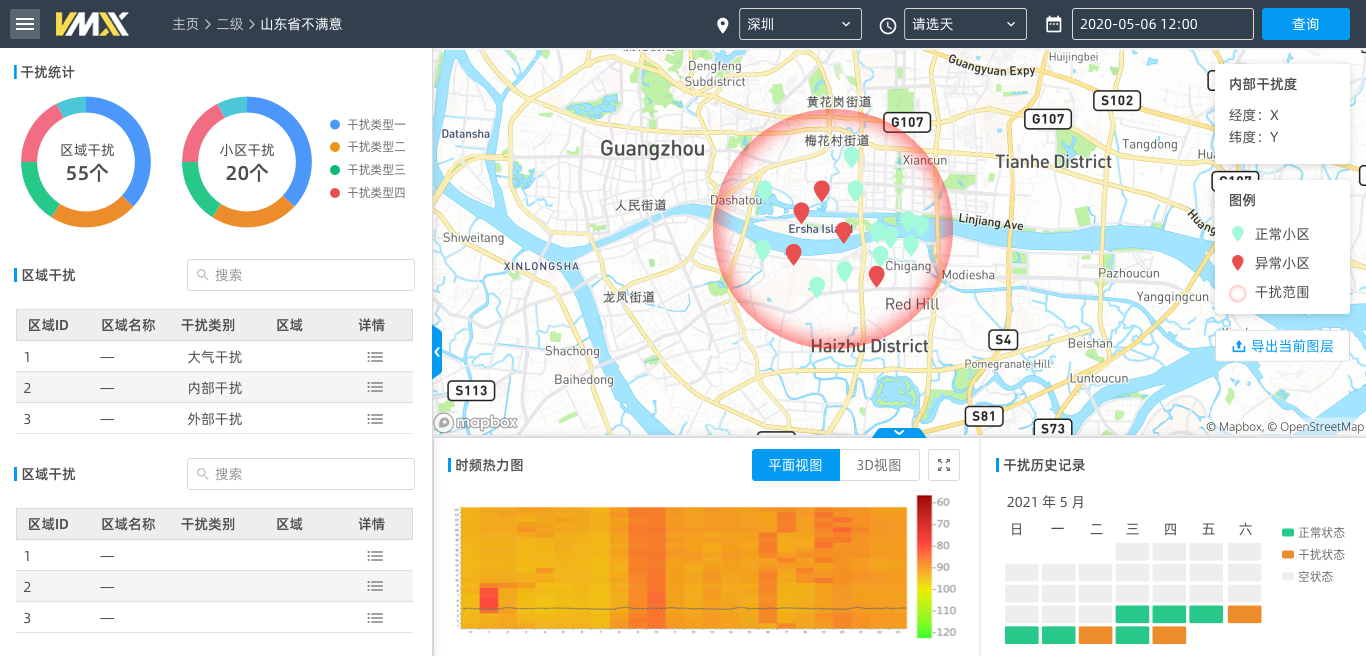 VMX
主页 > 二级 > 山东省不满意
深圳
请选天
2020-05-06 12:00
查询
干扰统计
区域干扰
55个
小区干扰
20个
干扰类型一
干扰类型二
干扰类型三
干扰类型四
区域干扰
搜索
区域ID 区域名称 干扰类别 区域 详情
1 — 大气干扰
2 — 内部干扰
3 — 外部干扰
区域干扰
搜索
区域ID 区域名称 干扰类别 区域 详情
1 —
2 —
3 —
Dengfeng
Subdistrict
Guangyuan Expy
Huijingbei
S102
黄花岗街道
G107
G107
Datansha
梅花村街道
Guangzhou
Xiancun
Tianhe District
Tangdong
G107
Dashatou
人民街道
Ersha Island
Linjiang Ave
Shiweitang
XINLONGSHA
Chigang
Modiesha
Pazhoucun
龙凤街道
Red Hill
Yangqingcun
Haizhu District
S4
Beishan
Shachong
Pomegranate Hill
Baihedong
Luntoucun
S113
S81
S73
mapbox
© Mapbox, © OpenStreetMap
内部干扰度
经度：X
纬度：Y
图例
正常小区
异常小区
干扰范围
导出当前图层
时频热力图
平面视图
3D视图
-60
-70
-80
-90
-100
-110
-120
干扰历史记录
2021 年 5 月
日 一 二 三 四 五 六
正常状态
干扰状态
空状态